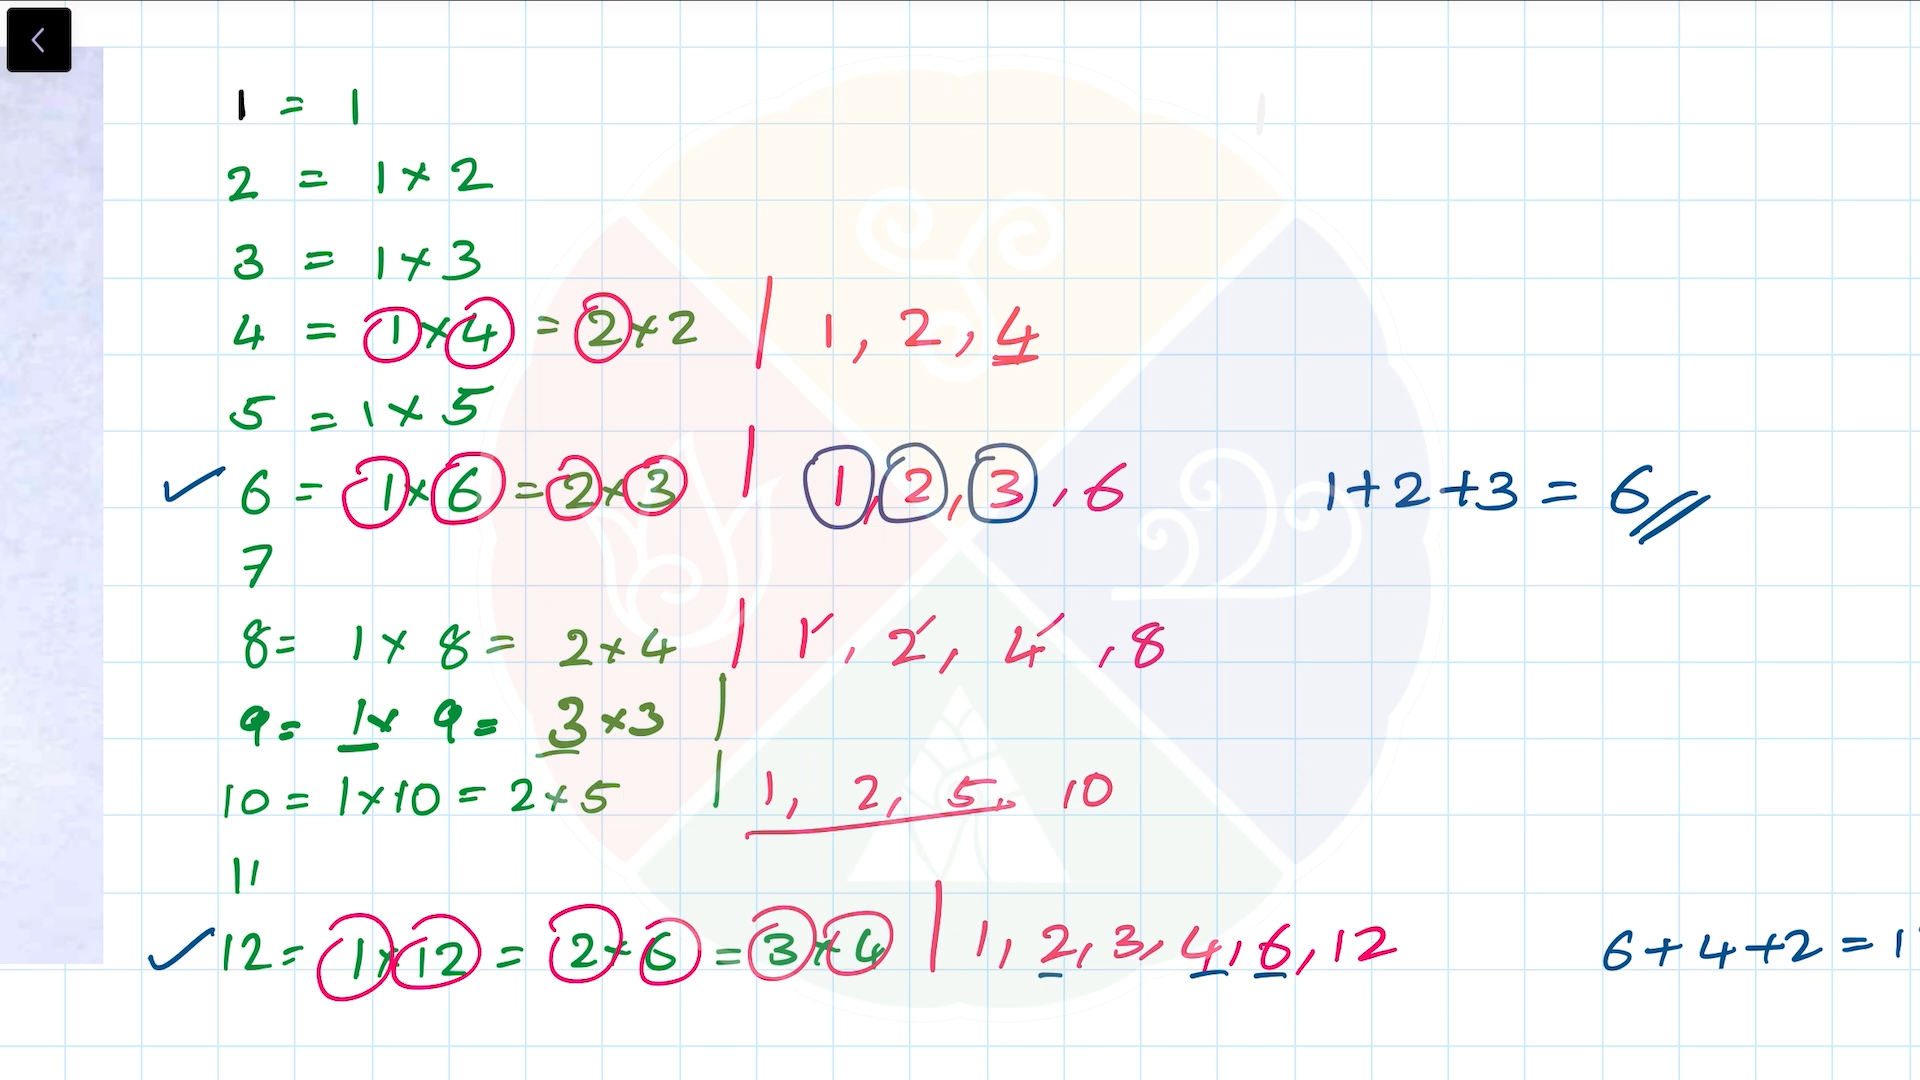 1 = 1
2 = 1 × 2
3 = 1 × 3
4 = 1 × 4 = 2 × 2 | 1, 2, 4
5 = 1 × 5
✓ 6 = 1 × 6 = 2 × 3 | 1, 2, 3, 6 1 + 2 + 3 = 6
7
8 = 1 × 8 = 2 × 4 | 1, 2, 4, 8
9 = 1 × 9 = 3 × 3 |
10 = 1 × 10 = 2 × 5 | 1, 2, 5, 10
11
✓ 12 = 1 × 12 = 2 × 6 = 3 × 4 | 1, 2, 3, 4, 6, 12 6 + 4 + 2 = 1